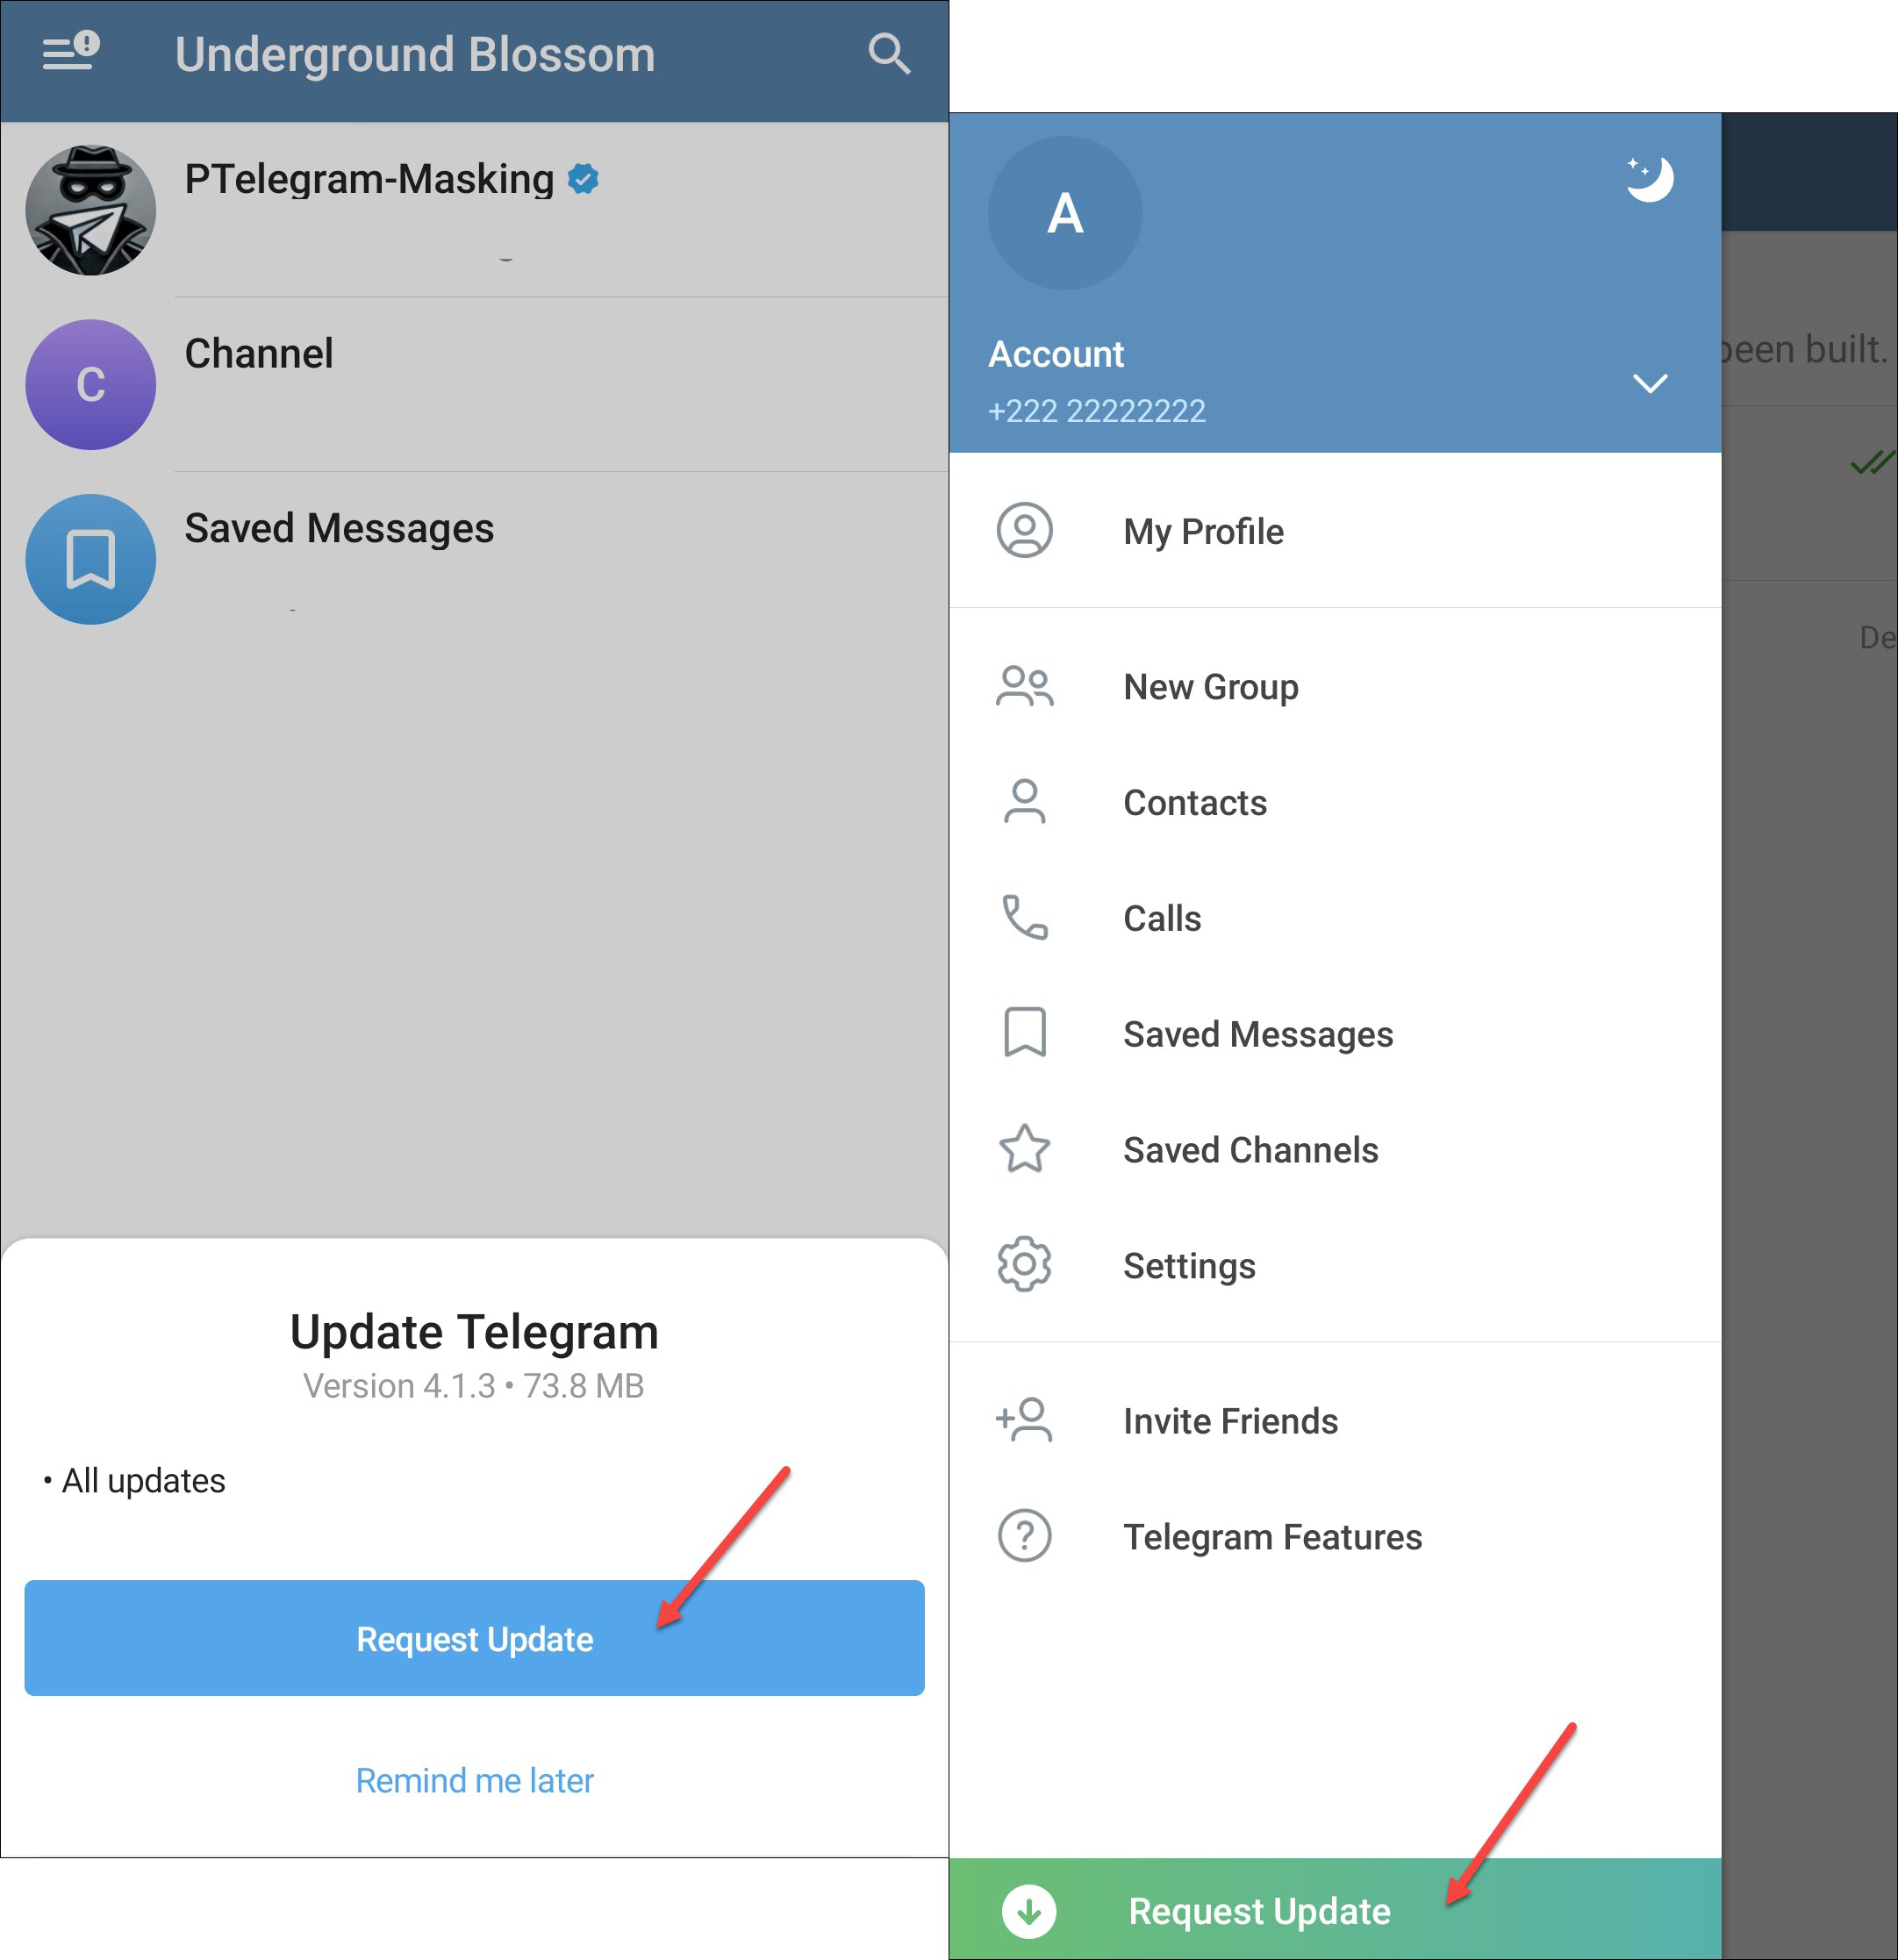 Underground Blossom
PTelegram-Masking
C
Channel
Saved Messages
Update Telegram
Version 4.1.3 • 73.8 MB
• All updates
Request Update
Remind me later
A
Account
+222 22222222
been built.
My Profile
De
New Group
Contacts
Calls
Saved Messages
Saved Channels
Settings
Invite Friends
Telegram Features
Request Update